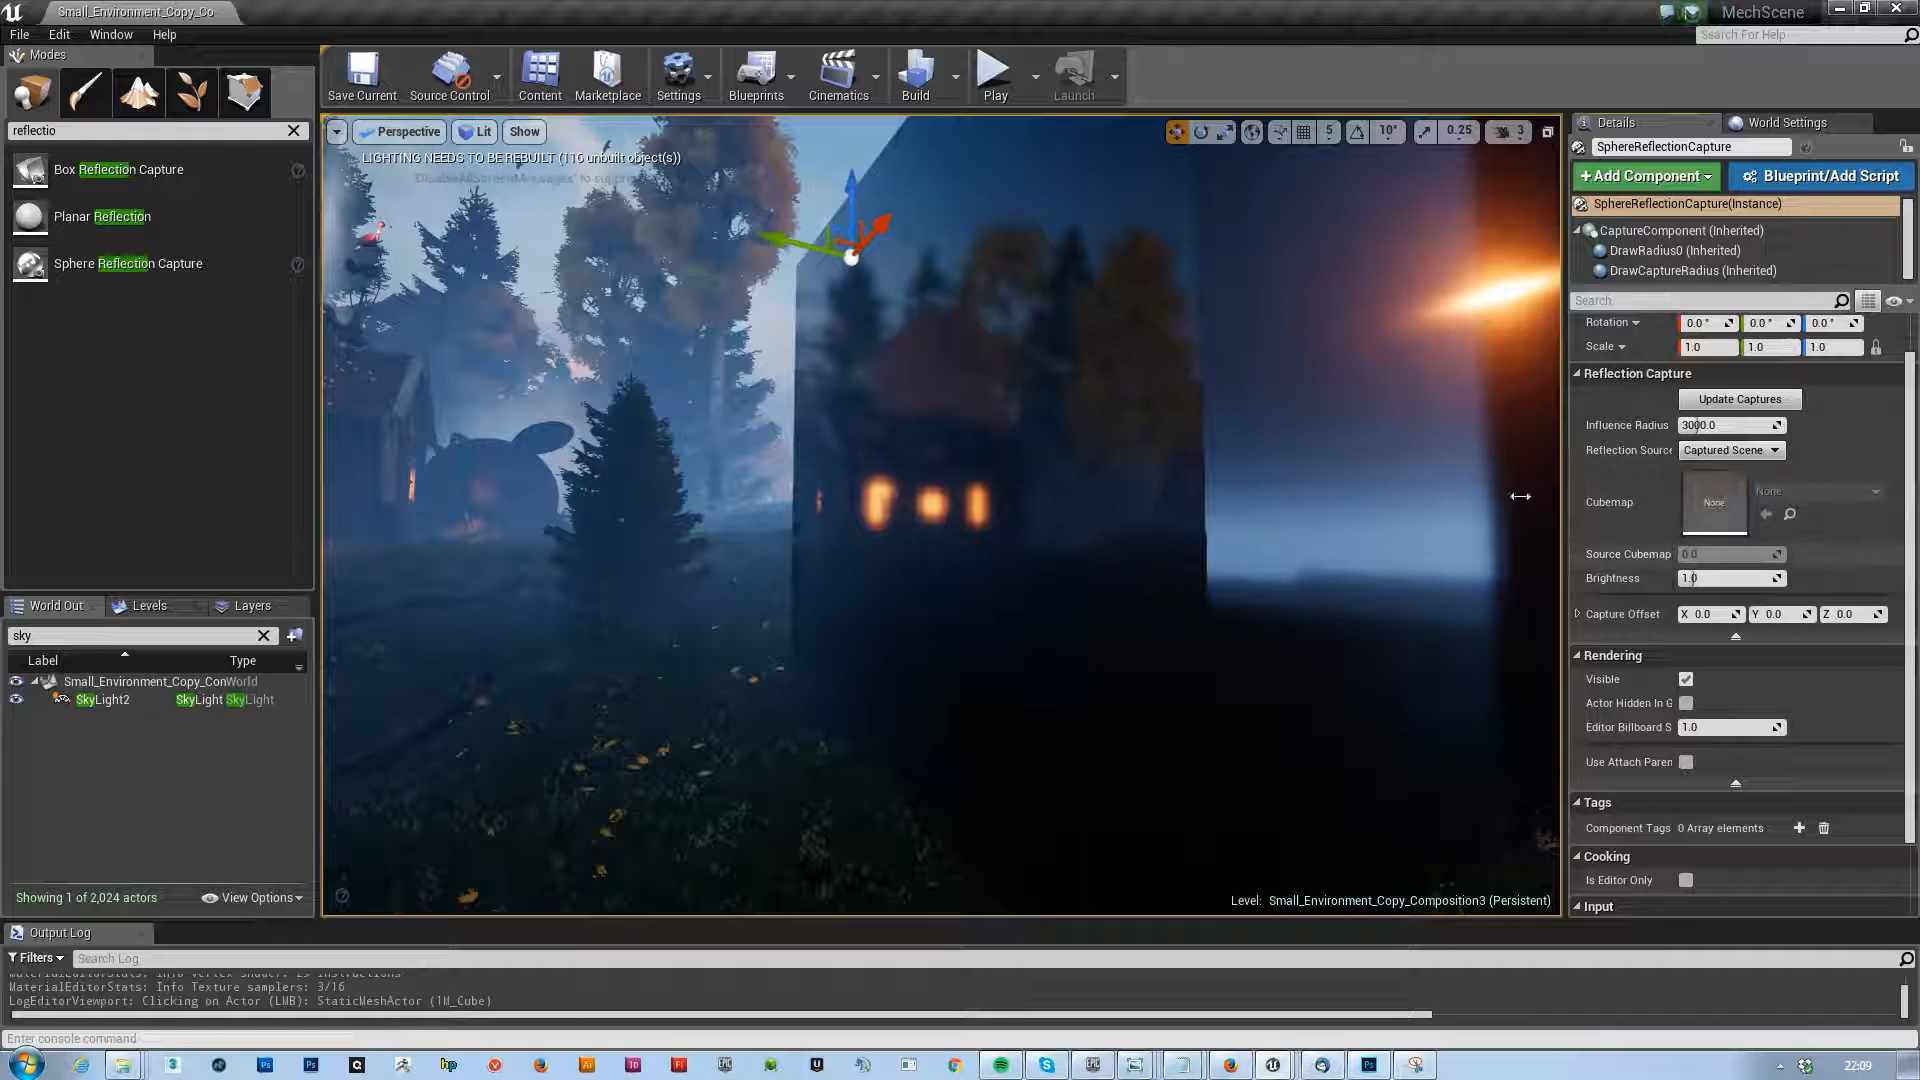 Small_Environment_Copy_Co
MechScene
File Edit Window Help
Search For Help
Modes
reflectio
Box Reflection Capture
Planar Reflection
Sphere Reflection Capture
Save Current
Source Control
Content
Marketplace
Settings
Blueprints
Cinematics
Build
Play
Launch
Perspective Lit Show
5 10° 0.25 3
LIGHTING NEEDS TO BE REBUILT (116 unbuilt object(s))
'DisableAllScreenMessages' to suppress
Level: Small_Environment_Copy_Composition3 (Persistent)
Details World Settings
SphereReflectionCapture
+Add Component Blueprint/Add Script
SphereReflectionCapture(Instance)
CaptureComponent (Inherited)
DrawRadius0 (Inherited)
DrawCaptureRadius (Inherited)
Search
Rotation 0.0° 0.0° 0.0°
Scale 1.0 1.0 1.0
Reflection Capture
Update Captures
Influence Radius 3000.0
Reflection Source Captured Scene
Cubemap None None
Source Cubemap 0.0
Brightness 1.0
Capture Offset X 0.0 Y 0.0 Z 0.0
Rendering
Visible
Actor Hidden In G
Editor Billboard S 1.0
Use Attach Paren
Tags
Component Tags 0 Array elements
Cooking
Is Editor Only
Input
World Out Levels Layers
sky
Label Type
Small_Environment_Copy_Con World
SkyLight2 SkyLight SkyLight
Showing 1 of 2,024 actors View Options
Output Log
Filters Search Log
MaterialEditorStats: Info Texture samplers: 3/16
LogEditorViewport: Clicking on Actor (LMB): StaticMeshActor (1M_Cube)
Enter console command
22:09